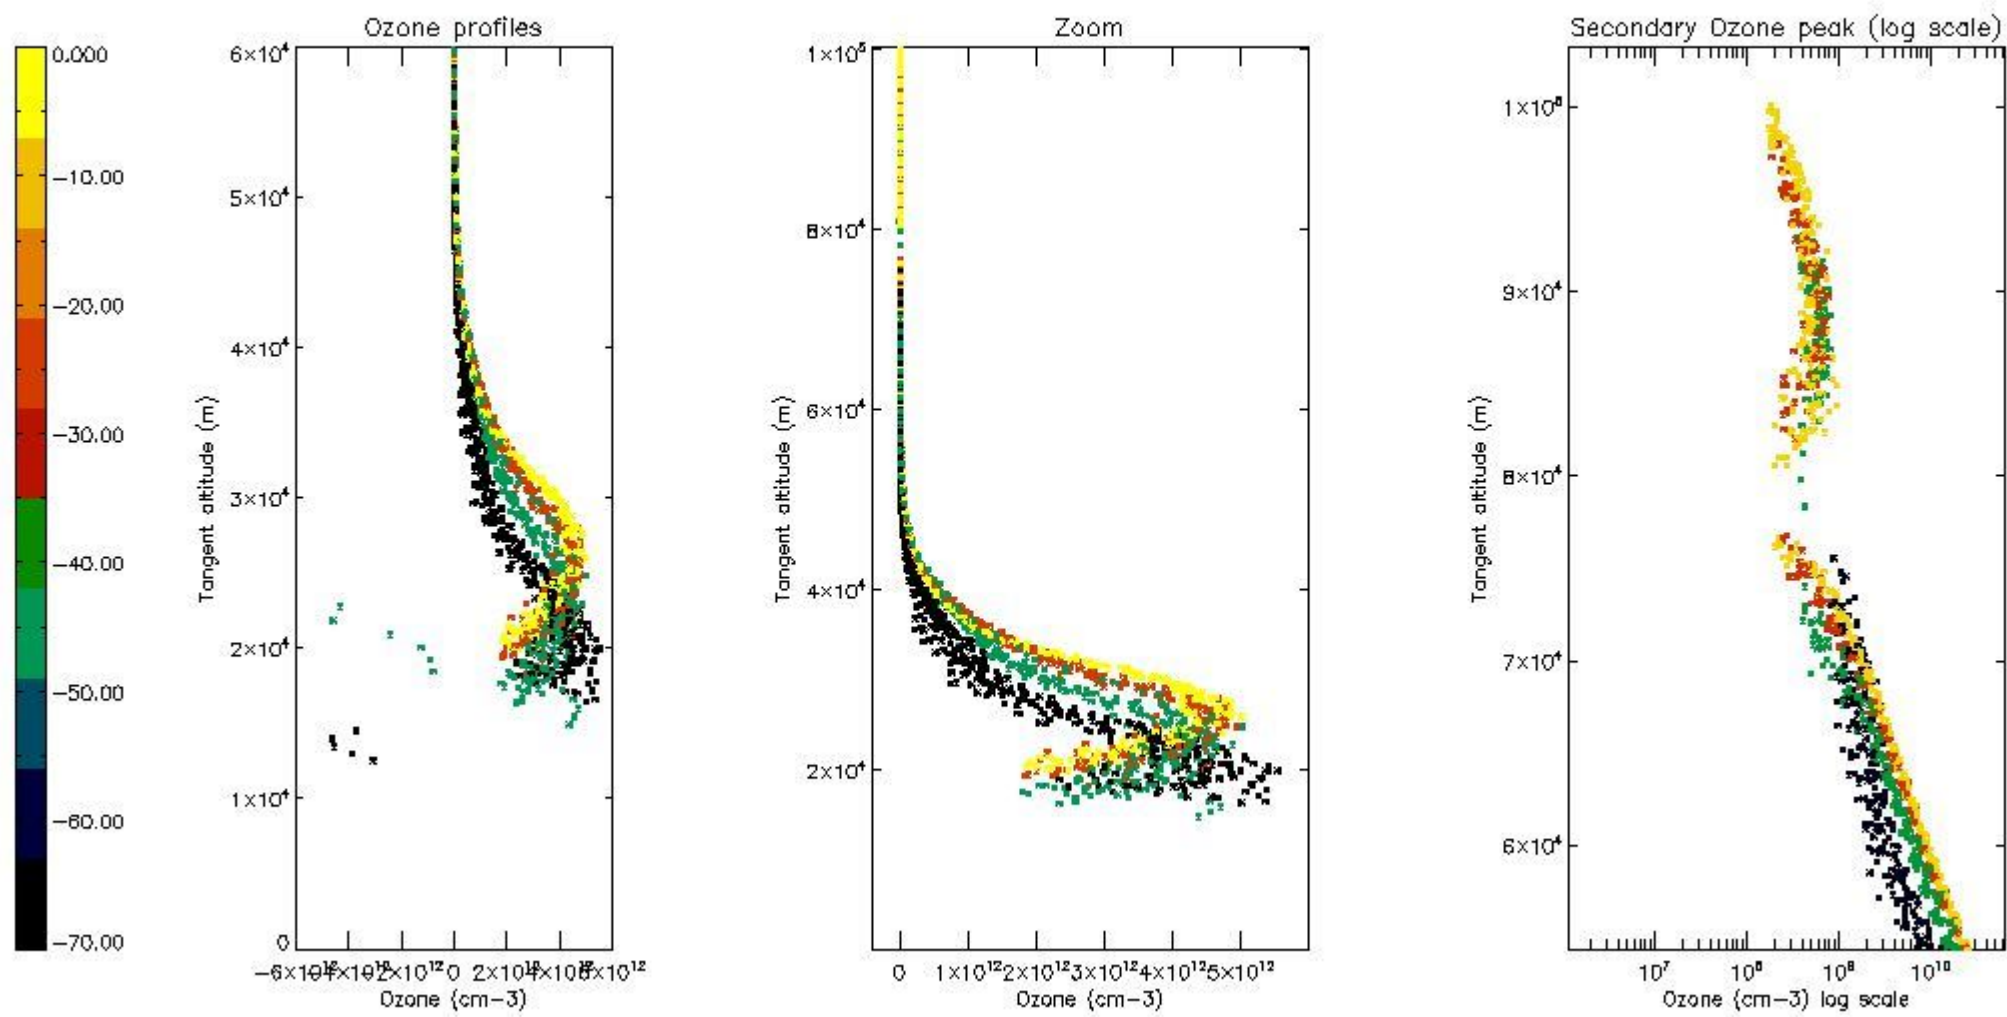 Ozone profiles
Zoom
Secondary Ozone peak (log scale)
0.000
-10.00
-20.00
-30.00
-40.00
-50.00
-60.00
-70.00
Tangent altitude (m)
6×10⁴
5×10⁴
4×10⁴
3×10⁴
2×10⁴
1×10⁴
0
0
Ozone (cm-3)
Tangent altitude (m)
1×10⁵
8×10⁴
6×10⁴
4×10⁴
2×10⁴
0 1×10¹² 2×10¹² 3×10¹² 4×10¹² 5×10¹²
Ozone (cm-3)
Tangent altitude (m)
9×10⁴
8×10⁴
7×10⁴
6×10⁴
10⁷ 10⁸ 10⁹ 10¹⁰
Ozone (cm-3) log scale